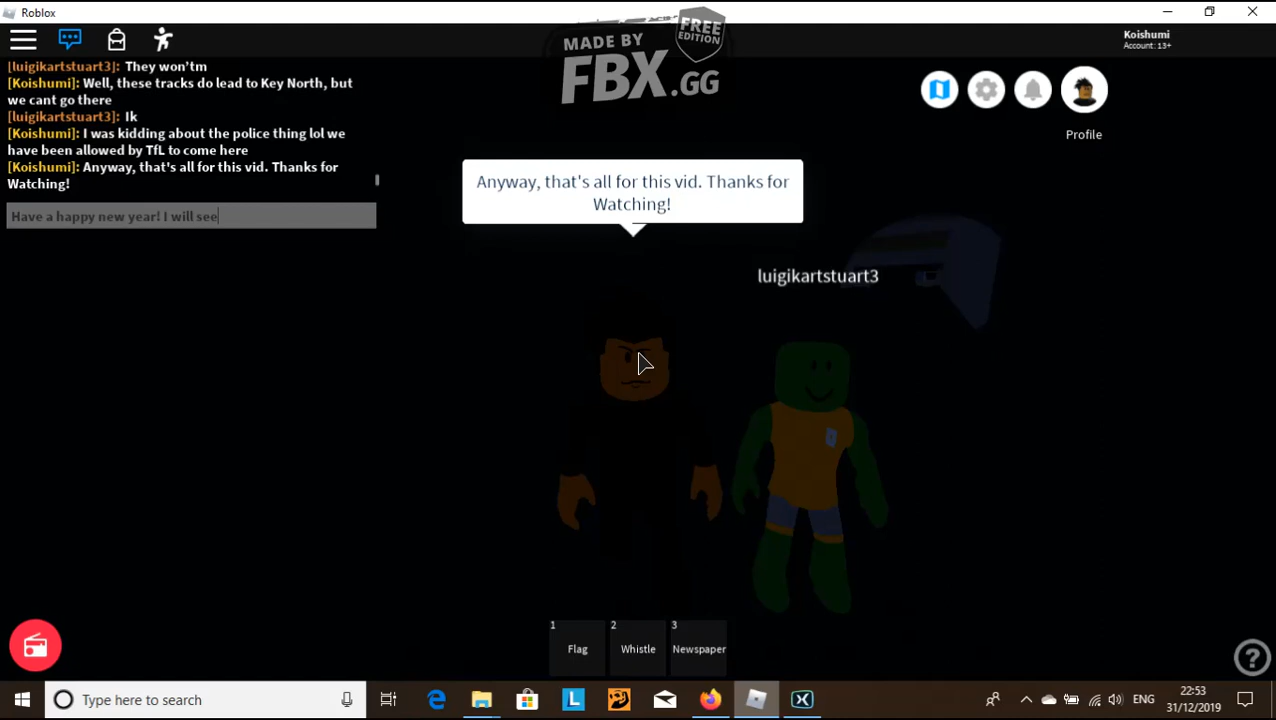 Roblox
MADE BY
FREE
EDITION
FBX.GG
Koishumi
Account: 13+
[luigikartstuart3]: They won'tm
[Koishumi]: Well, these tracks do lead to Key North, but
we cant go there
[luigikartstuart3]: Ik
[Koishumi]: I was kidding about the police thing lol we
have been allowed by TfL to come here
[Koishumi]: Anyway, that's all for this vid. Thanks for
Watching!
Have a happy new year! I will see
Profile
Anyway, that's all for this vid. Thanks for
Watching!
luigikartstuart3
1
Flag
2
Whistle
3
Newspaper
?
Type here to search
e
L
X
ENG
22:53
31/12/2019